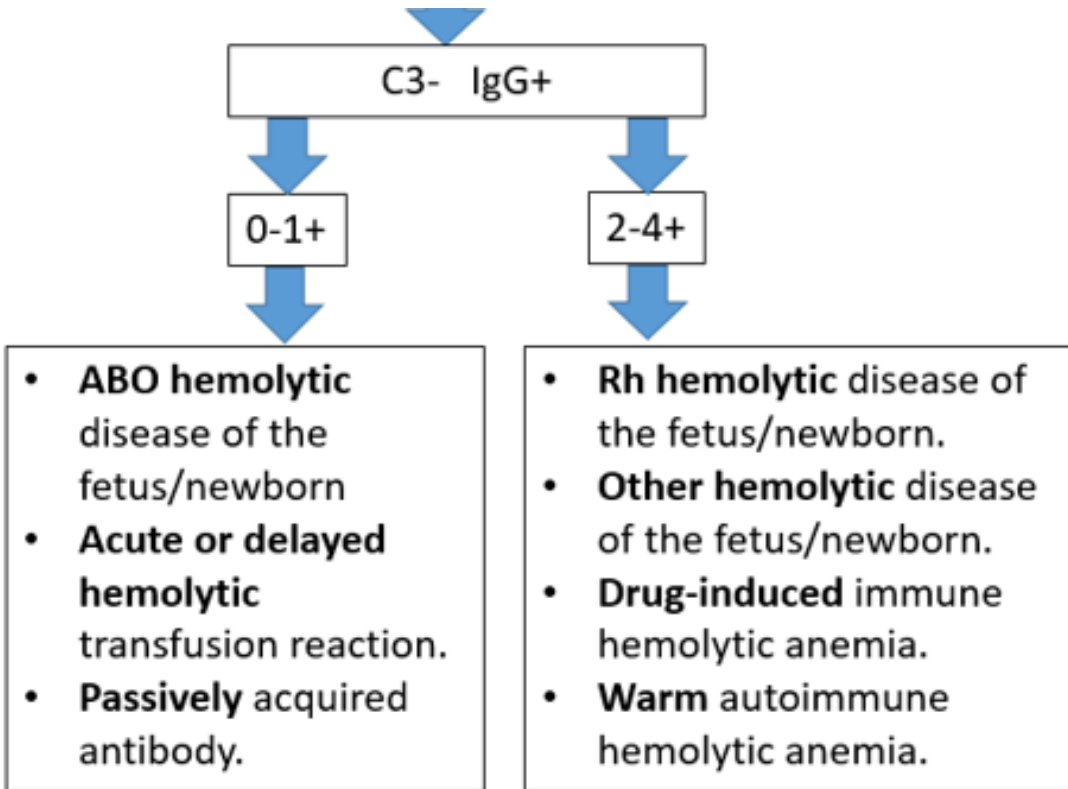 C3-   IgG+
0-1+
2-4+
• ABO hemolytic
disease of the
fetus/newborn
• Acute or delayed
hemolytic
transfusion reaction.
• Passively acquired
antibody.
• Rh hemolytic disease of
the fetus/newborn.
• Other hemolytic disease
of the fetus/newborn.
• Drug-induced immune
hemolytic anemia.
• Warm autoimmune
hemolytic anemia.